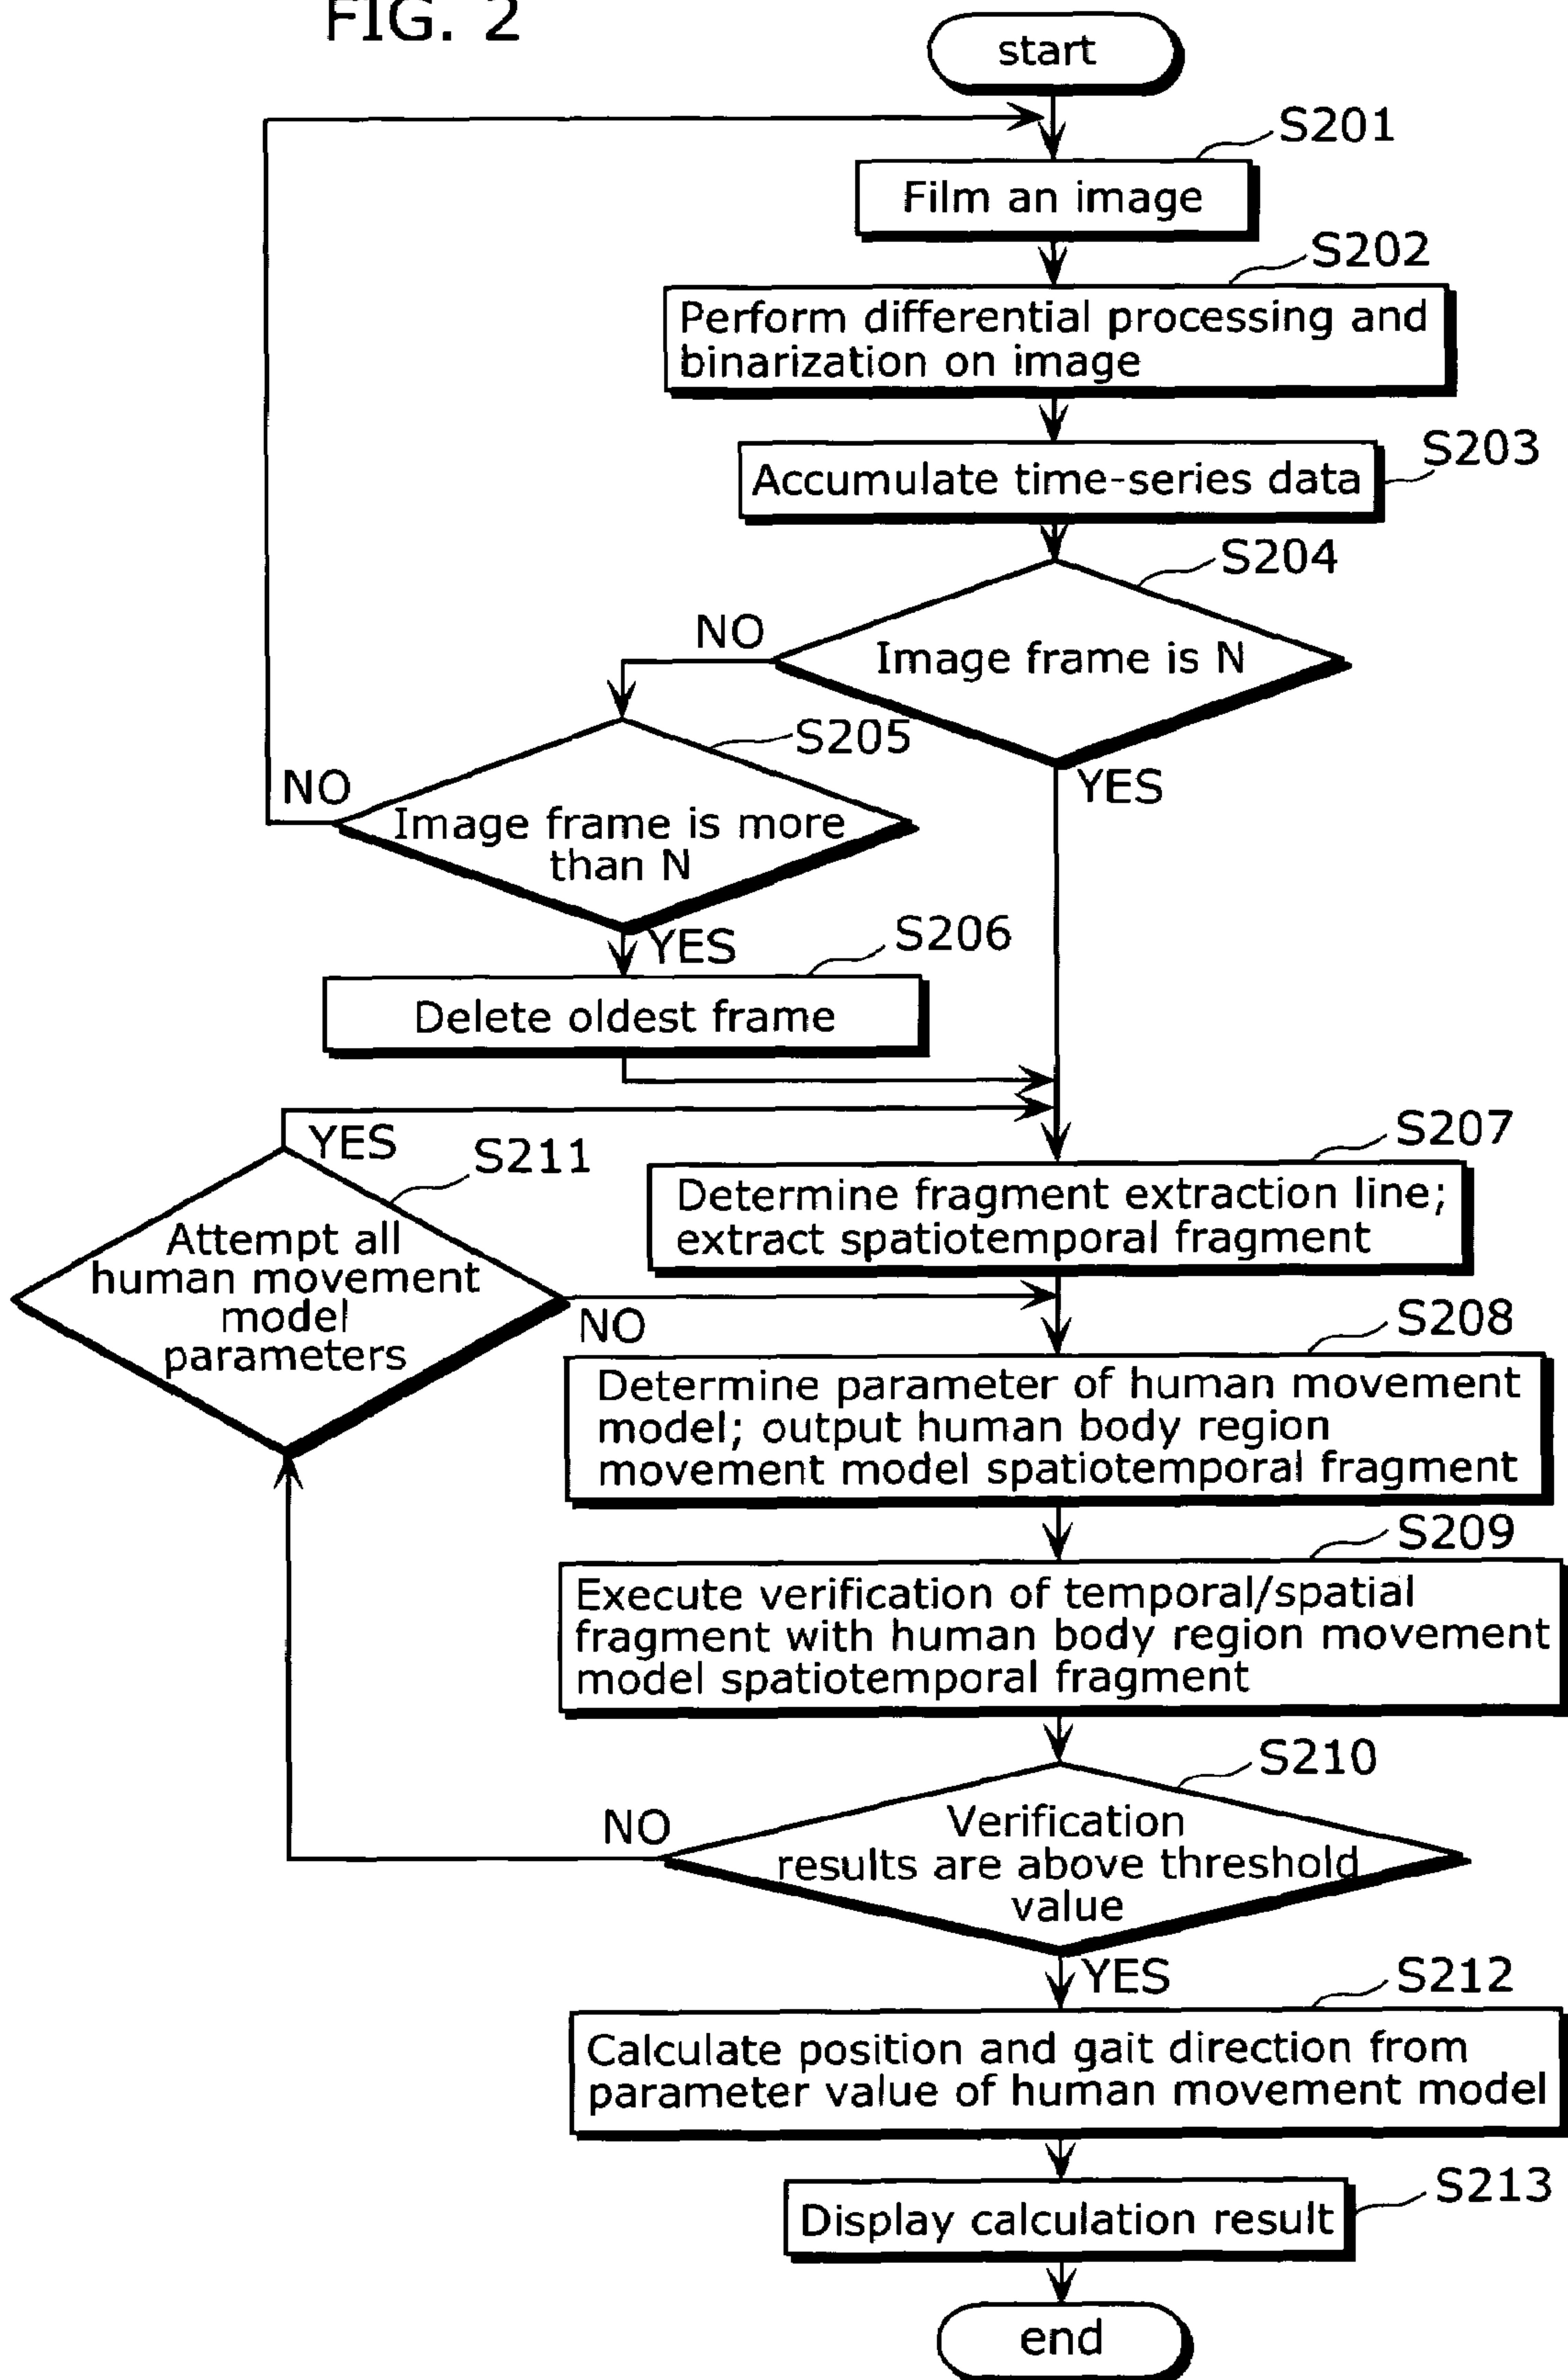 FIG. 2
start
S201
Film an image
S202
Perform differential processing and
binarization on image
S203
Accumulate time-series data
S204
Image frame is N
NO
YES
S205
Image frame is more
than N
NO
YES
S206
Delete oldest frame
S207
Determine fragment extraction line;
extract spatiotemporal fragment
YES
S211
Attempt all
human movement
model
parameters
NO
S208
Determine parameter of human movement
model; output human body region
movement model spatiotemporal fragment
S209
Execute verification of temporal/spatial
fragment with human body region movement
model spatiotemporal fragment
S210
Verification
results are above threshold
value
NO
YES
S212
Calculate position and gait direction from
parameter value of human movement model
S213
Display calculation result
end